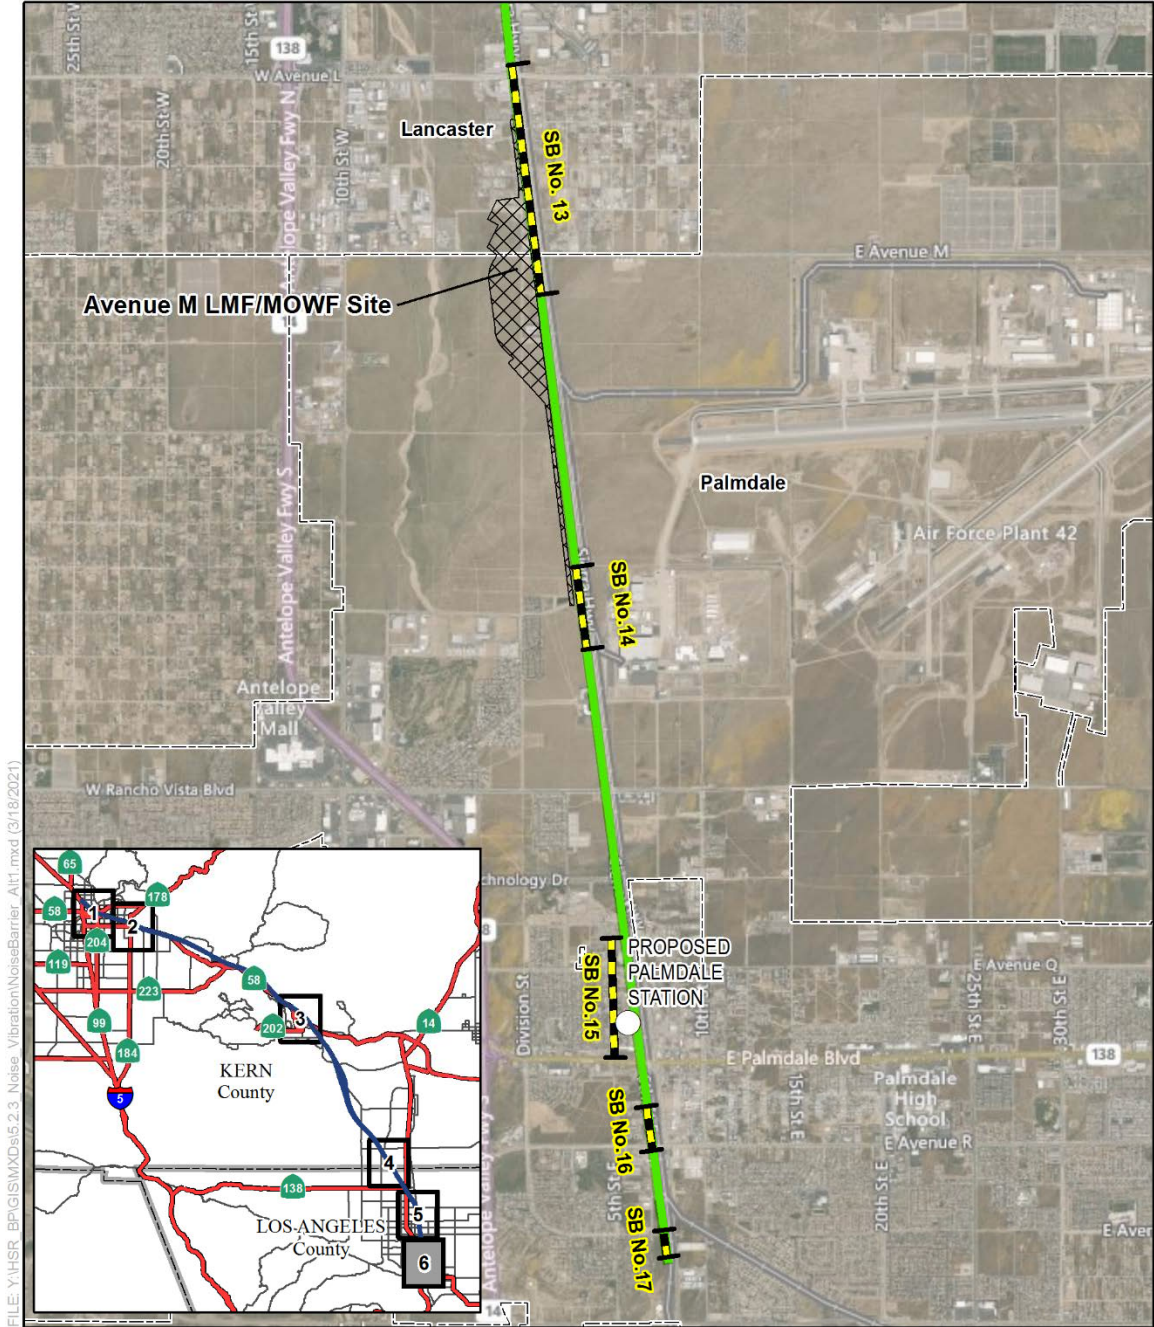 25th St W
15th St W
138
W Avenue L
20th St W
10th St W
Lancaster
SB No. 13
E Avenue M
Avenue M LMF/MOWF Site
Antelope Valley Fwy S
Palmdale
Air Force Plant 42
SB No.14
Antelope
Valley
Mall
W Rancho Vista Blvd
chnology Dr
PROPOSED
PALMDALE
STATION
SB No.15
Division St
10th
E Avenue Q
25th St E
30th St E
E Palmdale Blvd
138
15th St E
Palmdale
High
School
E Avenue R
SB No.16
5th St E
20th St E
SB No.17
E Aven
Antelope Valley Fwy S
14
65
178
58
1
2
204
119
58
223
99
184
202
3
14
KERN
County
5
4
138
5
LOS ANGELES
County
6
FILE: Y:\HSR_BP\GIS\MXDs\5.2.3_Noise_Vibration\NoiseBarrier_Alt1.mxd (3/18/2021)